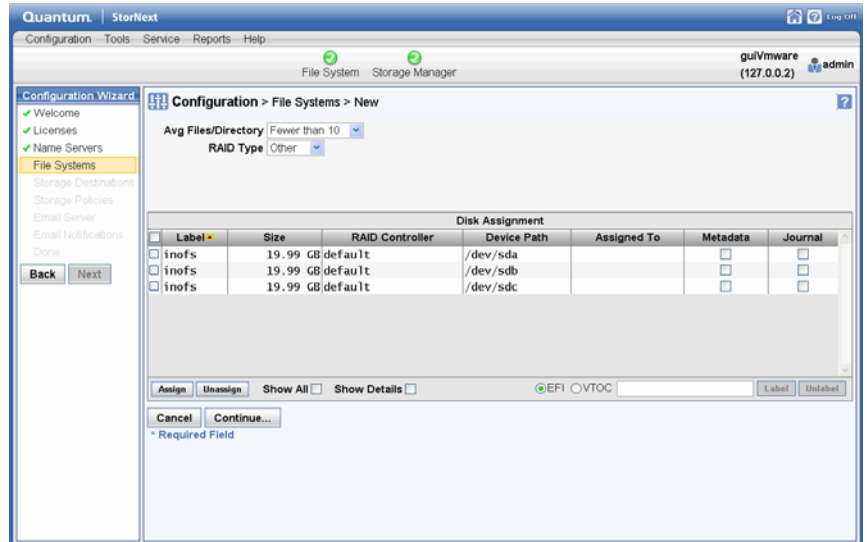 Quantum. StorNext
Log Off
Configuration Tools Service Reports Help
File System Storage Manager
guiVmware
(127.0.0.2)
admin
Configuration Wizard
Welcome
Licenses
Name Servers
File Systems
Storage Destinations
Storage Policies
Email Server
Email Notifications
Done
Back Next
Configuration > File Systems > New
?
Avg Files/Directory Fewer than 10
RAID Type Other
Disk Assignment
Label Size RAID Controller Device Path Assigned To Metadata Journal
inofs 19.99 GB default /dev/sda
inofs 19.99 GB default /dev/sdb
inofs 19.99 GB default /dev/sdc
Assign Unassign Show All Show Details EFI VTOC Label Unlabel
Cancel Continue...
* Required Field